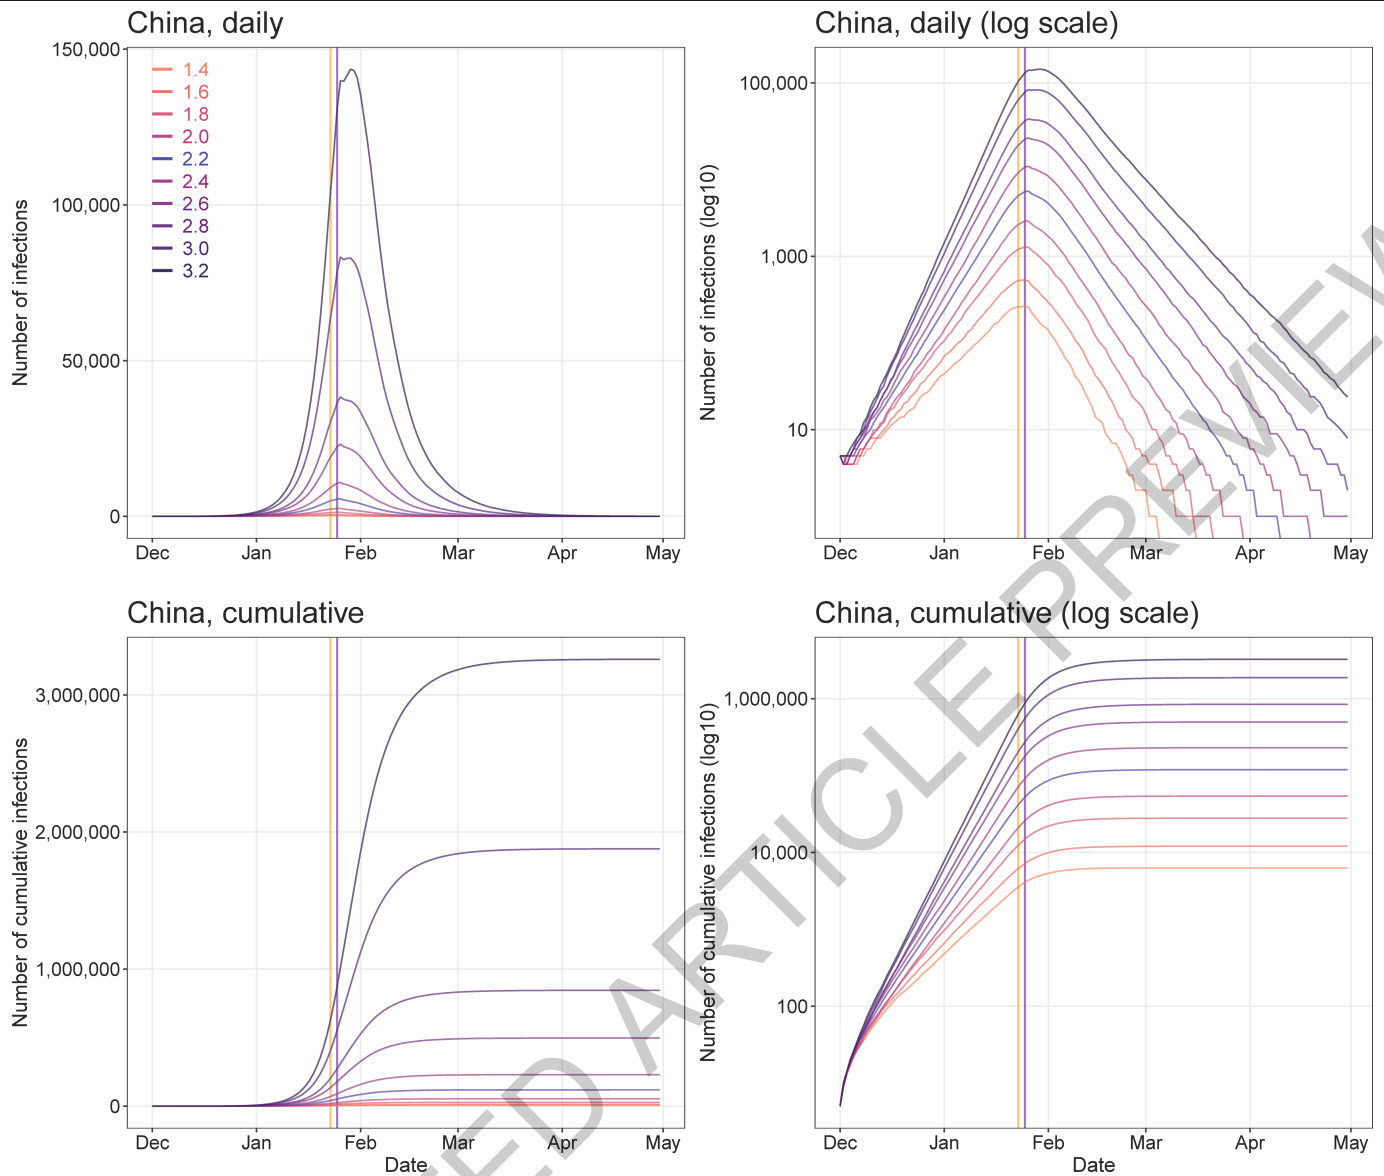 China, daily
Number of infections
150,000
100,000
50,000
0
1.4
1.6
1.8
2.0
2.2
2.4
2.6
2.8
3.0
3.2
Dec Jan Feb Mar Apr May
China, daily (log scale)
Number of infections (log10)
100,000
1,000
10
Dec Jan Feb Mar Apr May
China, cumulative
Number of cumulative infections
3,000,000
2,000,000
1,000,000
0
Dec Jan Feb Mar Apr May
Date
China, cumulative (log scale)
Number of cumulative infections (log10)
1,000,000
10,000
100
Dec Jan Feb Mar Apr May
Date
ED ARTICLE PREVIEW